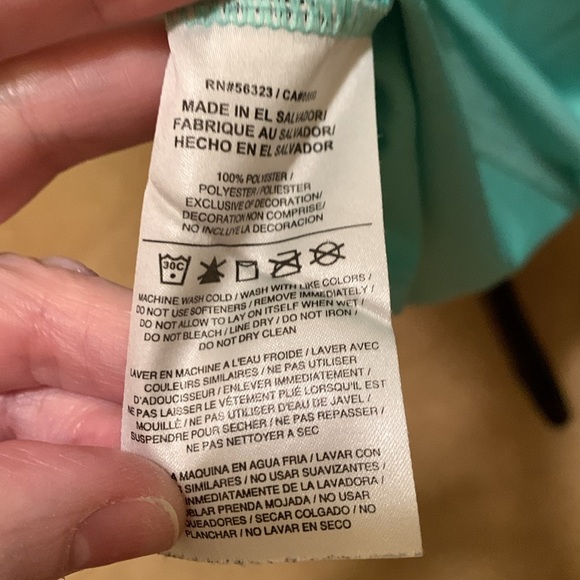 RN#56323 / CA#
MADE IN EL SALVADOR/
FABRIQUE AU SALVADOR/
HECHO EN EL SALVADOR
100% POLYESTER /
POLYESTER/POLIESTER
EXCLUSIVE OF DECORATION/
DECORATION NON COMPRISE/
NO INCLUYE LA DECORACION
30C
MACHINE WASH COLD / WASH WITH LIKE COLORS /
DO NOT USE SOFTENERS / REMOVE IMMEDIATELY /
DO NOT ALLOW TO LAY ON ITSELF WHEN WET /
DO NOT BLEACH / LINE DRY / DO NOT IRON /
DO NOT DRY CLEAN
LAVER EN MACHINE A L'EAU FROIDE / LAVER AVEC
COULEURS SIMILAIRES / NE PAS UTILISER
D'ADOUCISSEUR / ENLEVER IMMEDIATEMENT /
NE PAS LAISSER LE VÊTEMENT PLIÉ LORSQU'IL EST
MOUILLÉ / NE PAS UTILISER D'EAU DE JAVEL /
SUSPENDRE POUR SECHER / NE PAS REPASSER /
NE PAS NETTOYER A SEC
A MAQUINA EN AGUA FRIA / LAVAR CON
SIMILARES / NO USAR SUAVIZANTES /
INMEDIATAMENTE DE LA LAVADORA /
BLAR PRENDA MOJADA / NO USAR
QUEADORES / SECAR COLGADO / NO
PLANCHAR / NO LAVAR EN SECO